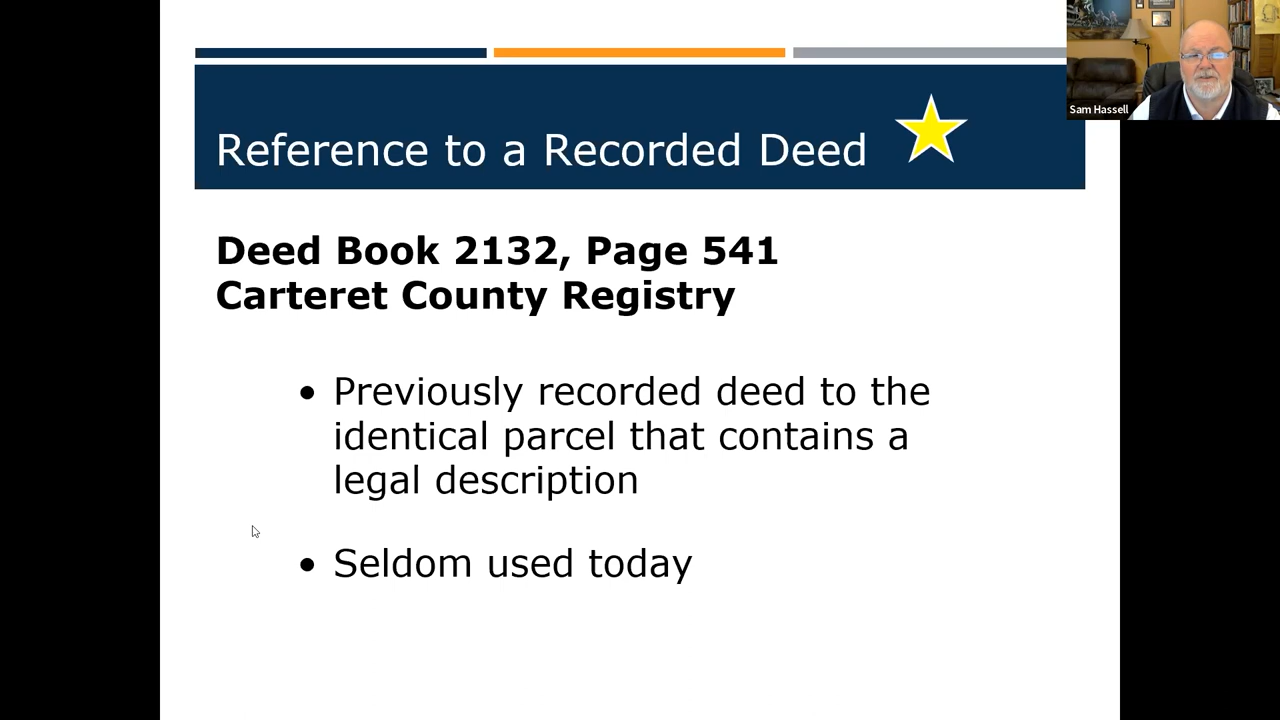 Sam Hassell
Reference to a Recorded Deed
Deed Book 2132, Page 541
Carteret County Registry
• Previously recorded deed to the
identical parcel that contains a
legal description
• Seldom used today